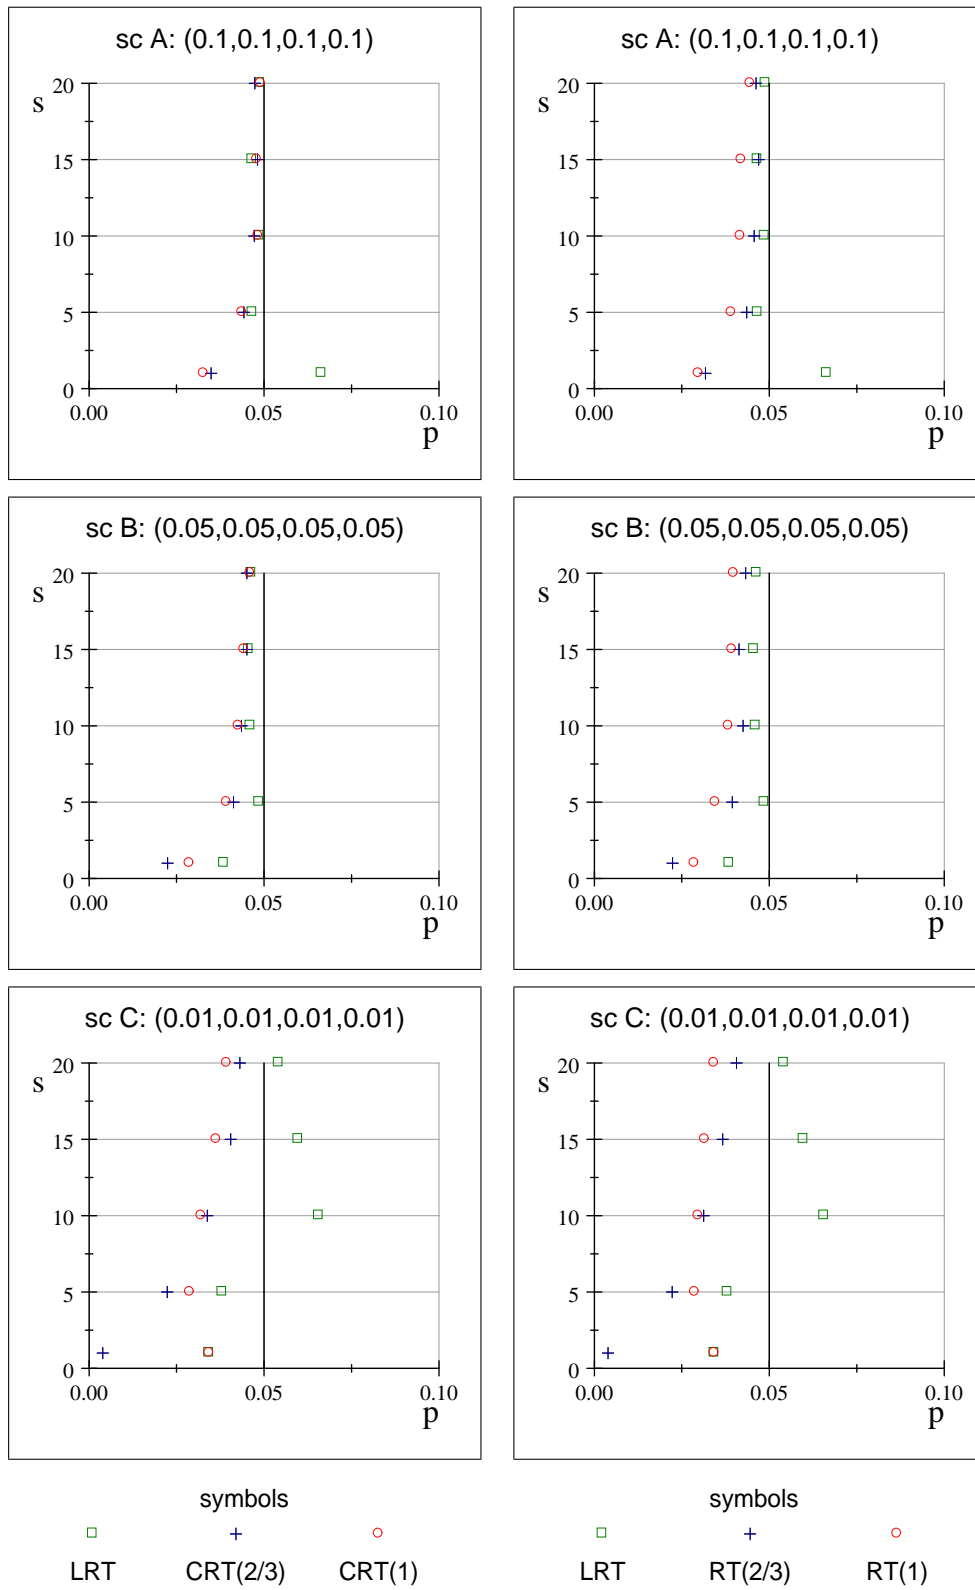 sc A: (0.1,0.1,0.1,0.1)
20
s
15
10
5
0
0.00 0.05 0.10
p
sc A: (0.1,0.1,0.1,0.1)
20
s
15
10
5
0
0.00 0.05 0.10
p
sc B: (0.05,0.05,0.05,0.05)
20
s
15
10
5
0
0.00 0.05 0.10
p
sc B: (0.05,0.05,0.05,0.05)
20
s
15
10
5
0
0.00 0.05 0.10
p
sc C: (0.01,0.01,0.01,0.01)
20
s
15
10
5
0
0.00 0.05 0.10
p
sc C: (0.01,0.01,0.01,0.01)
20
s
15
10
5
0
0.00 0.05 0.10
p
symbols
LRT CRT(2/3) CRT(1)
symbols
LRT RT(2/3) RT(1)